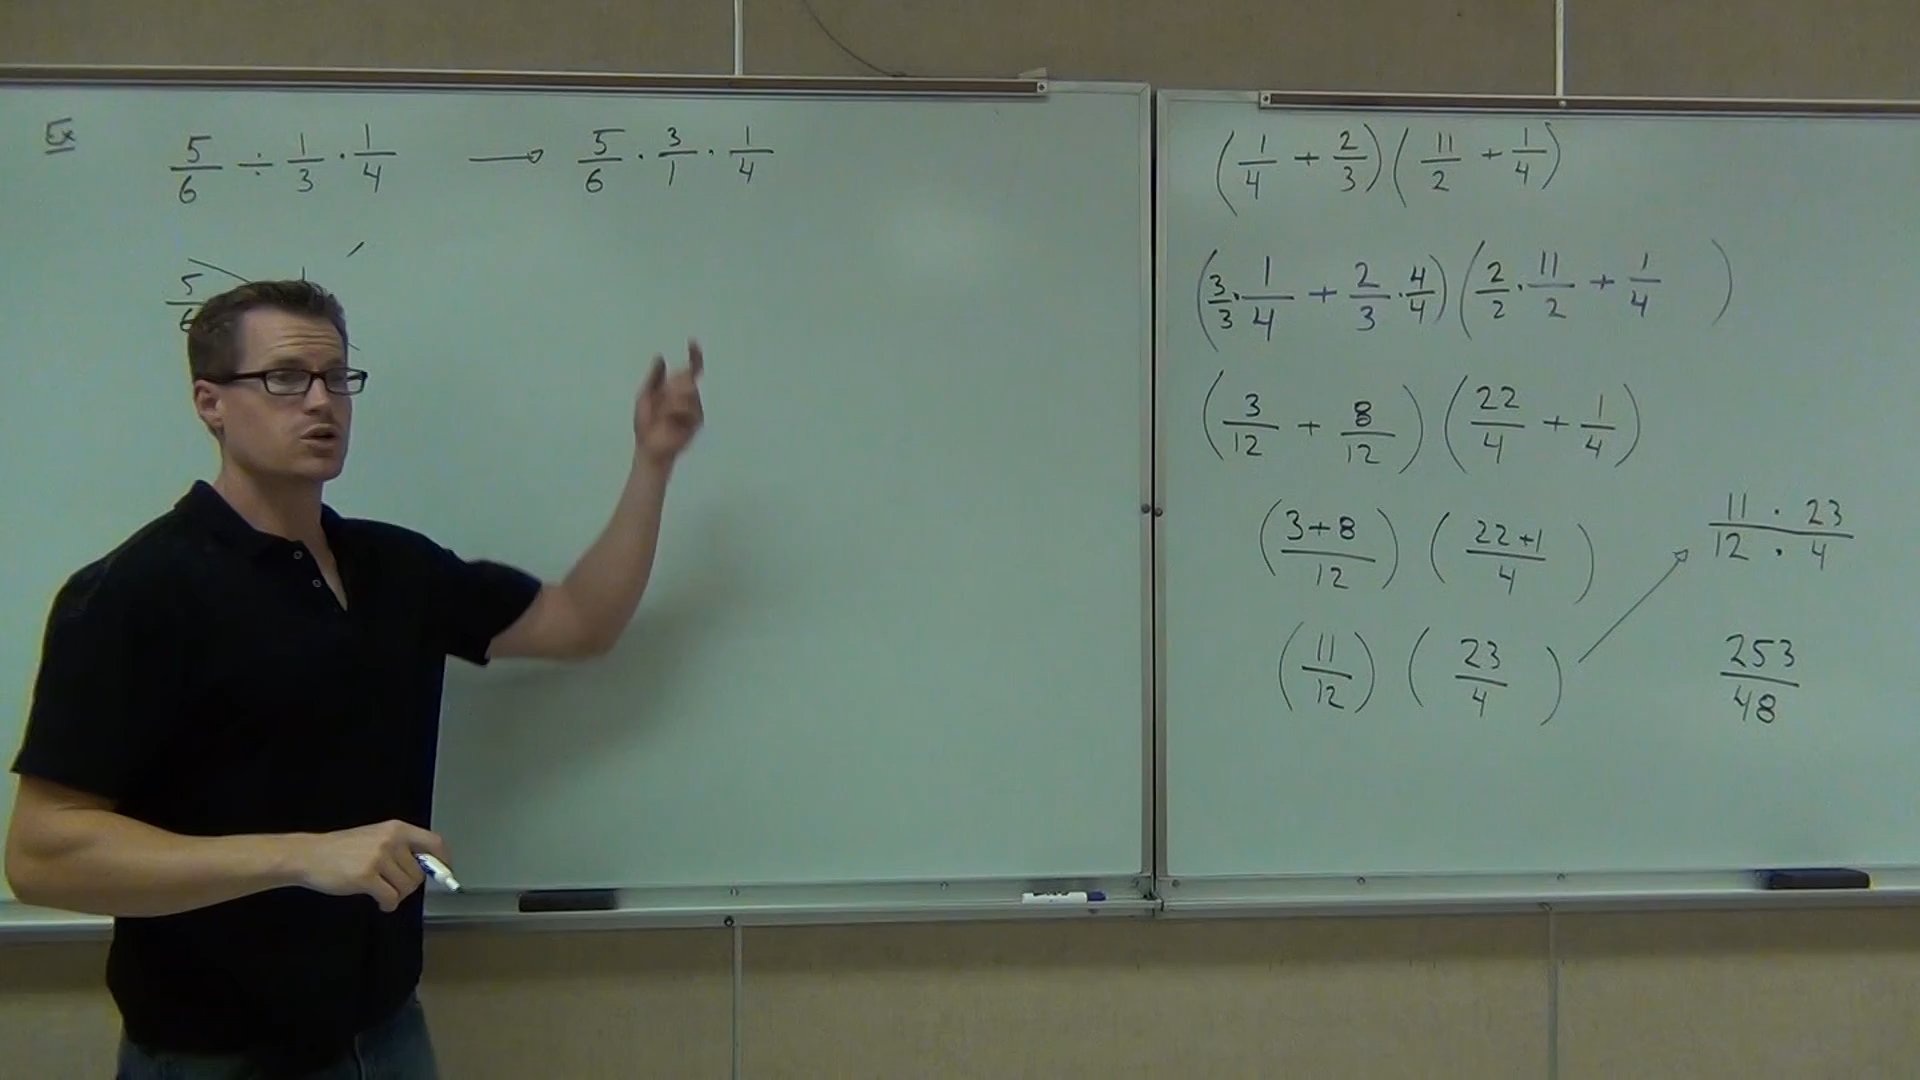 Ex
5/6 ÷ 1/3 · 1/4 → 5/6 · 3/1 · 1/4
5/6
(1/4 + 2/3)(11/2 + 1/4)
(3/3 · 1/4 + 2/3 · 4/4)(2/2 · 11/2 + 1/4 )
(3/12 + 8/12)(22/4 + 1/4)
((3+8)/12)((22+1)/4)
(11/12)(23/4) → (11 · 23)/(12 · 4)
253/48